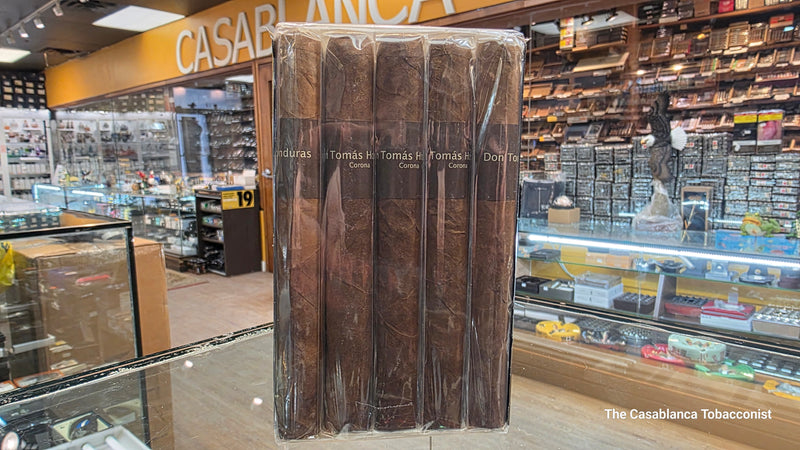 CASABLANCA
19
nduras
Tomás H
Corona
Tomás H
Corona
Tomás H
Corona
Don To
The Casablanca Tobacconist